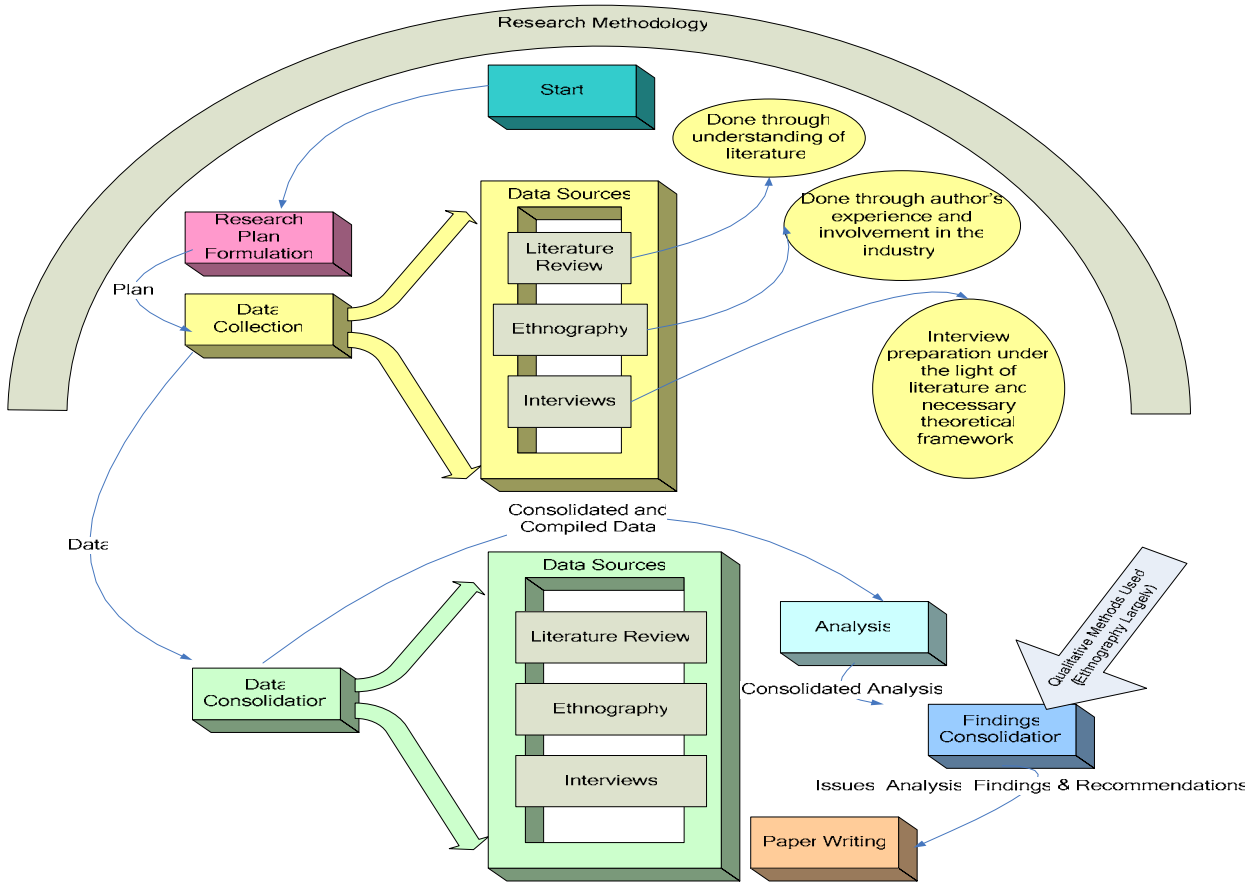 Research Methodology
Start
Done through
understanding of
literature
Data Sources
Done through author's
experience and
involvement in the
industry
Research
Plan
Formulation
Literature
Review
Plan
Data
Collection
Ethnography
Interview
preparation under
the light of
literature and
necessary
theoretical
framework
Interviews
Consolidated and
Compiled Data
Data
Data Sources
Qualitative Methods Used
(Ethnography Largely)
Literature Review
Analysis
Data
Consolidation
Consolidated Analysis
Ethnography
Findings
Consolidation
Interviews
Issues Analysis Findings & Recommendations
Paper Writing